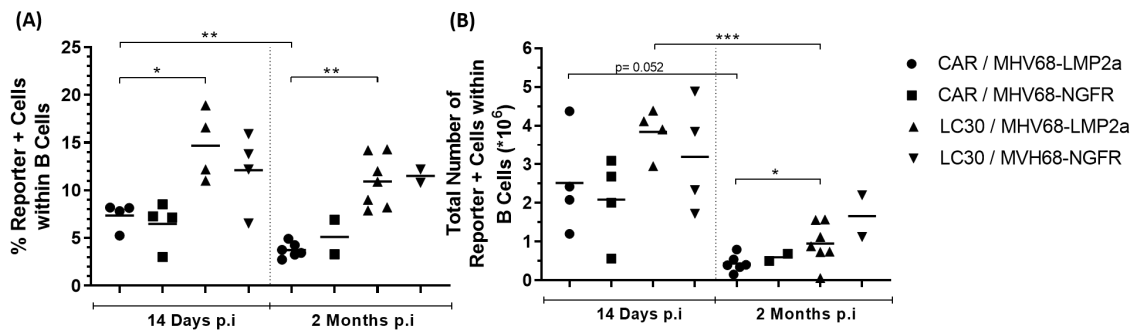 (A)
% Reporter + Cells
within B Cells
25
20
15
10
5
0
**
*
**
14 Days p.i
2 Months p.i
(B)
Total Number of
Reporter + Cells within
B Cells (*10^6)
6
5
4
3
2
1
0
***
p= 0.052
*
14 Days p.i
2 Months p.i
CAR / MHV68-LMP2a
CAR / MHV68-NGFR
LC30 / MHV68-LMP2a
LC30 / MVH68-NGFR